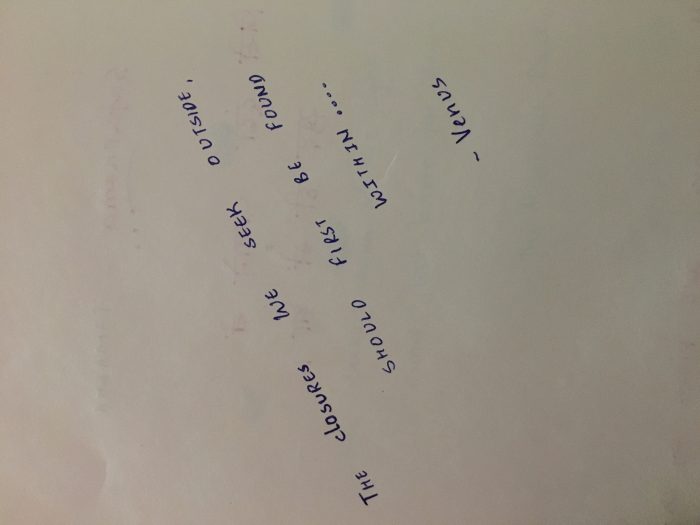 THE ClOSURES WE SEEK OUTSIDE,
SHOULD FIRST BE FOUND
WITHIN ....
- Venus